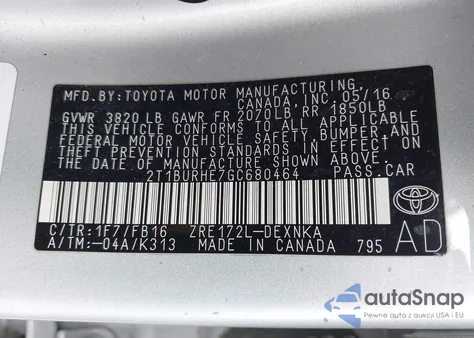 MFD.BY:TOYOTA MOTOR MANUFACTURING
CANADA, INC. 05/16
GVWR 3820 LB GAWR FR 2070LB RR 1850LB
THIS VEHICLE CONFORMS TO ALL APPLICABLE
FEDERAL MOTOR VEHICLE SAFETY, BUMPER, AND
THEFT PREVENTION STANDARDS IN EFFECT ON
THE DATE OF MANUFACTURE SHOWN ABOVE.
2T1BURHE7GC680464 PASS.CAR
C/TR:1F7/FB16 ZRE172L-DEXNKA
A/TM:-04A/K313 MADE IN CANADA 795
AD
autoSnap
Pewne auto z aukcji USA i EU